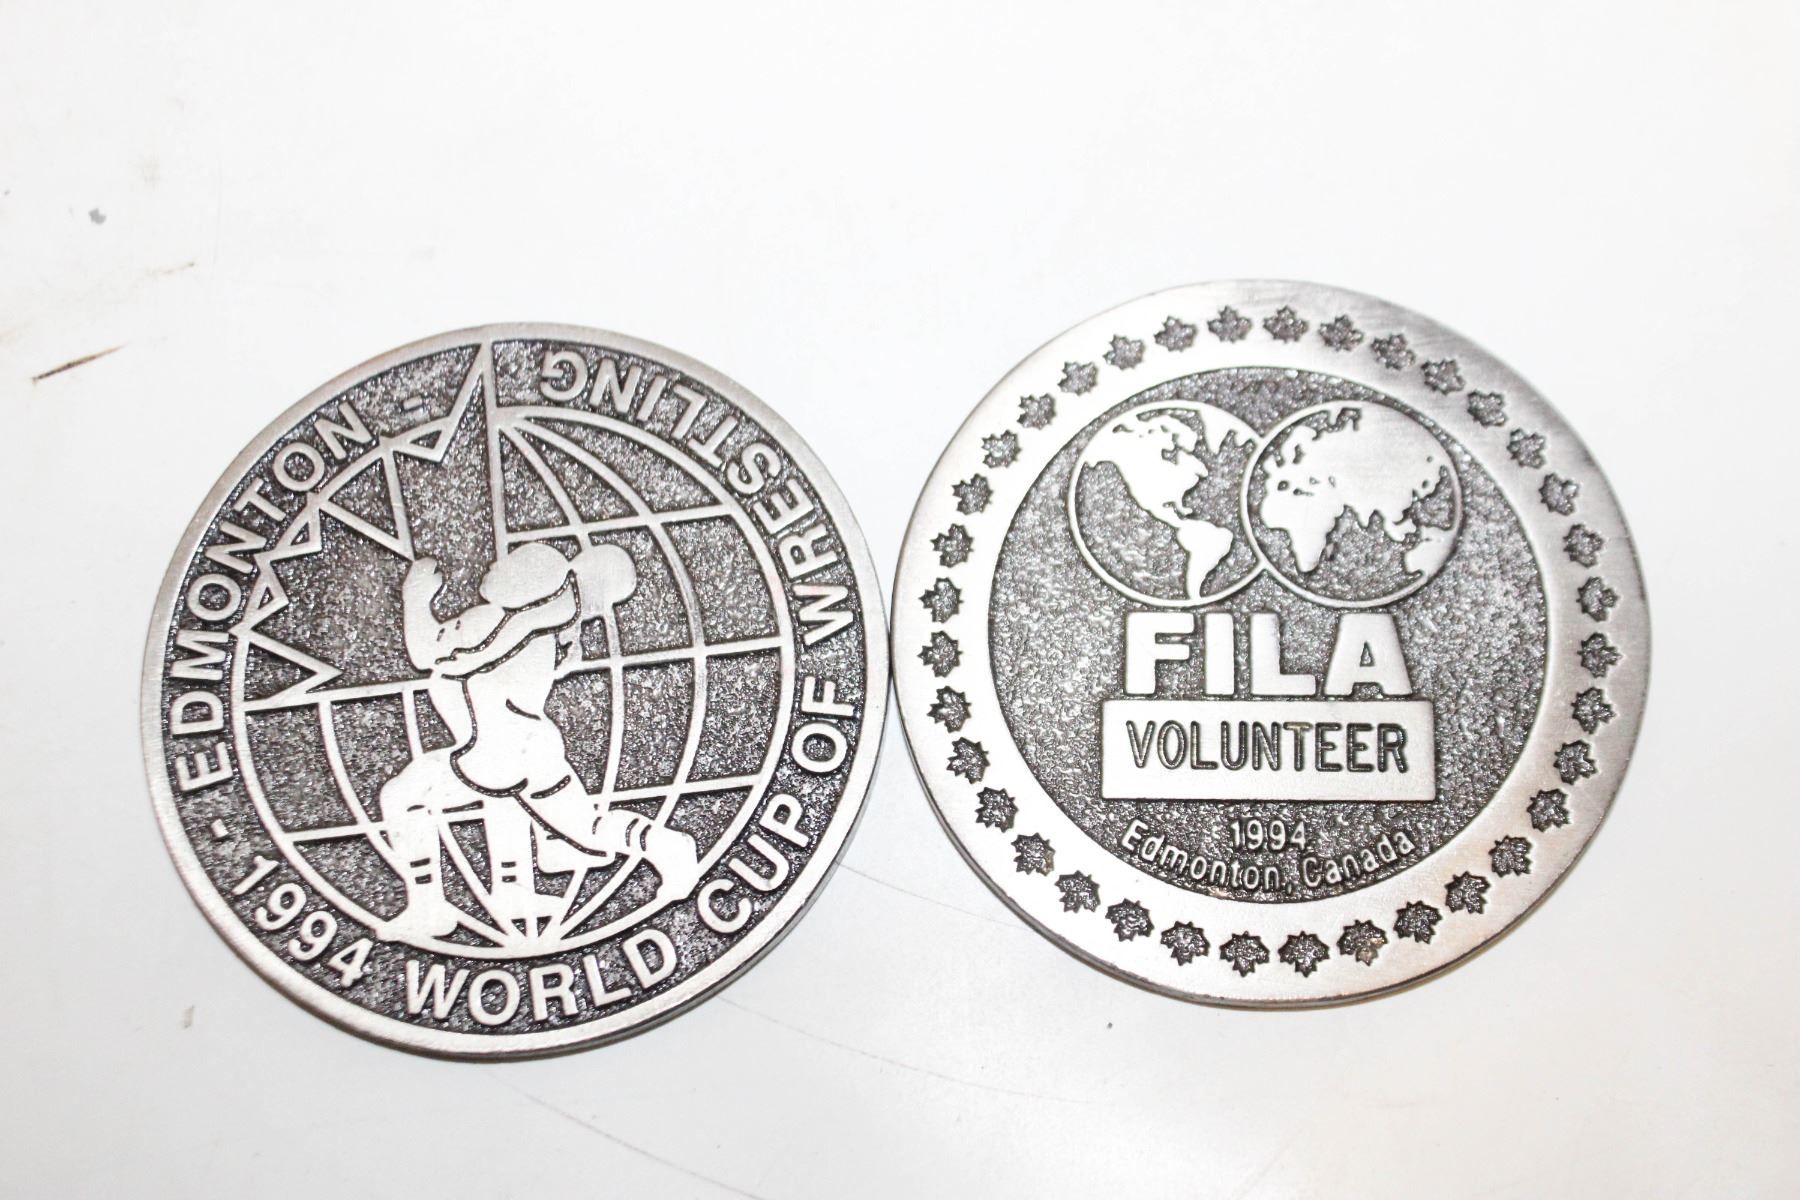 - EDMONTON -
1994 WORLD CUP OF WRESTLING
FILA
VOLUNTEER
1994
Edmonton, Canada